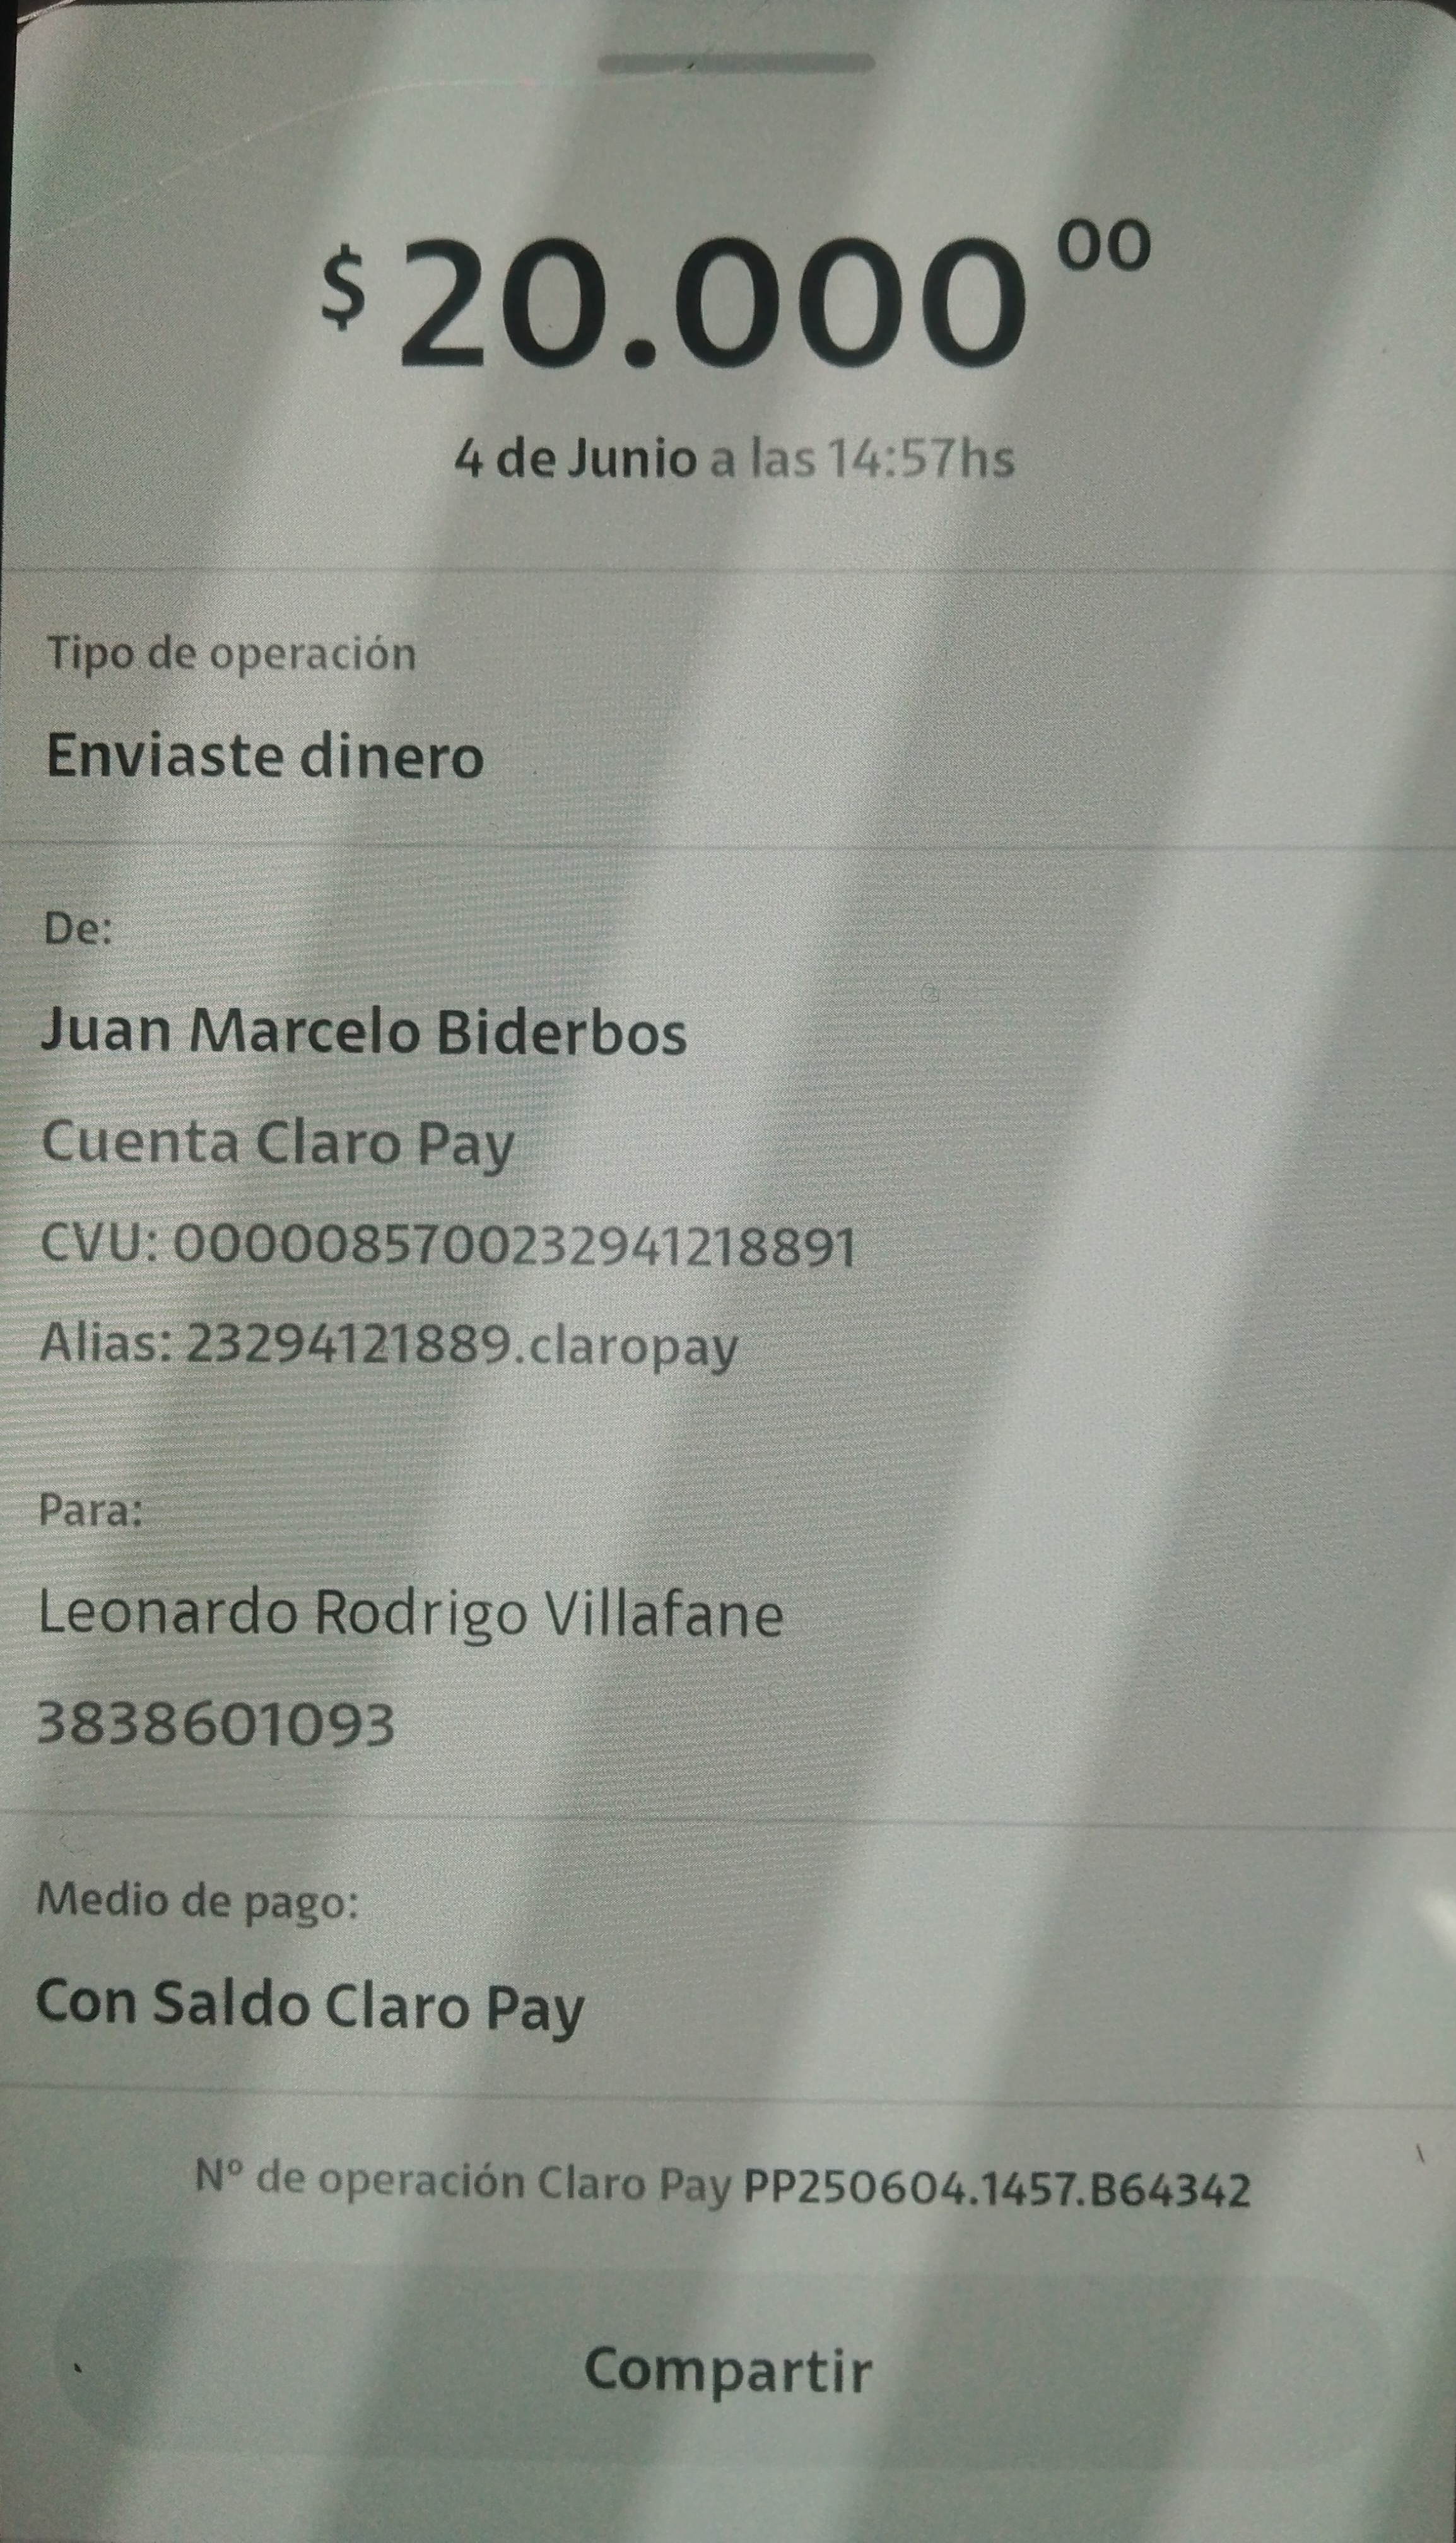 $ 20.000 00
4 de Junio a las 14:57hs
Tipo de operación
Enviaste dinero
De:
Juan Marcelo Biderbos
Cuenta Claro Pay
CVU: 0000085700232941218891
Alias: 23294121889.claropay
Para:
Leonardo Rodrigo Villafane
3838601093
Medio de pago:
Con Saldo Claro Pay
Nº de operación Claro Pay PP250604.1457.B64342
Compartir